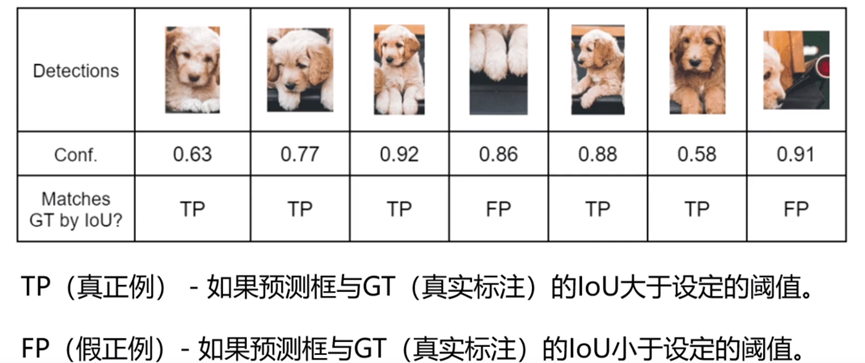 Detections
Conf. 0.63 0.77 0.92 0.86 0.88 0.58 0.91
Matches
GT by IoU? TP TP TP FP TP TP FP
TP（真正例） - 如果预测框与GT（真实标注）的IoU大于设定的阈值。
FP（假正例）- 如果预测框与GT（真实标注）的IoU小于设定的阈值。